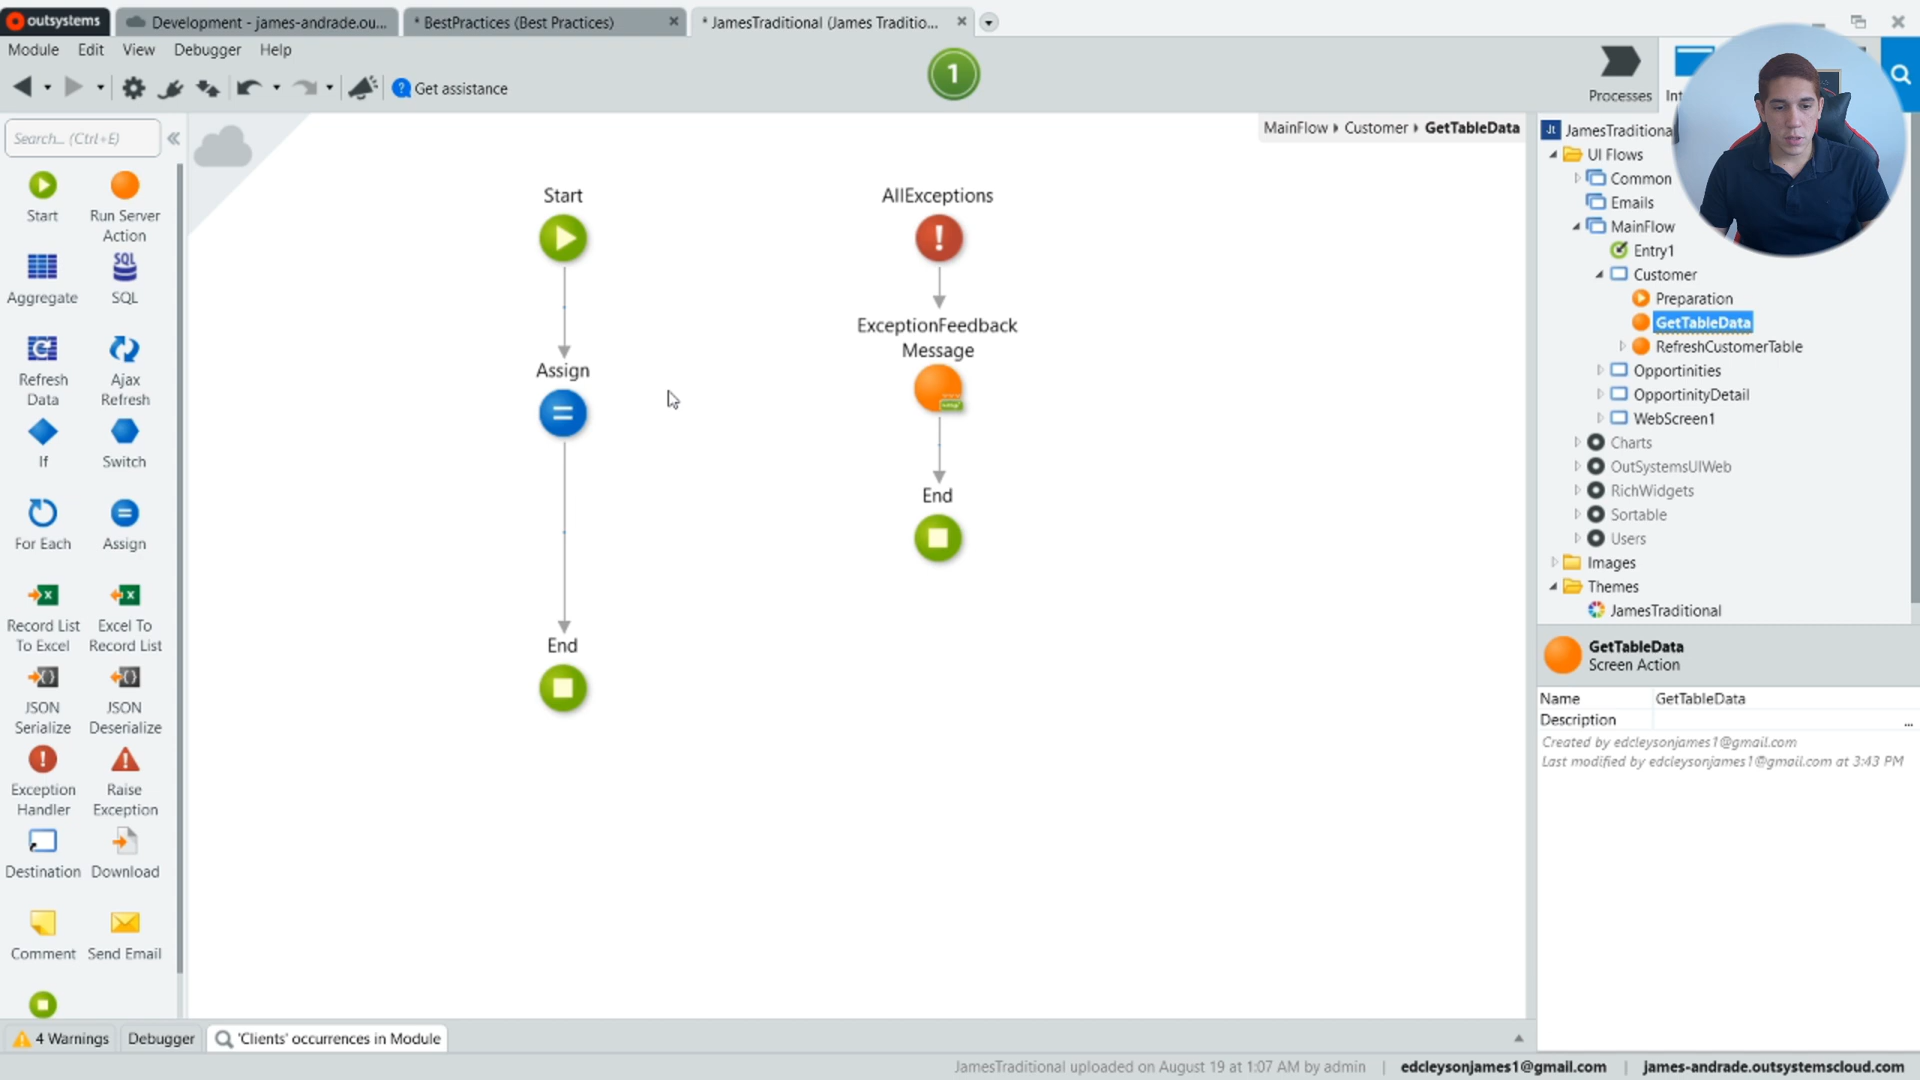 outsystems
Development - james-andrade.ou...
* BestPractices (Best Practices)
* JamesTraditional (James Traditio...
Module
Edit
View
Debugger
Help
Get assistance
1
Processes
Int
Search... (Ctrl+E)
Start
Run Server
Action
Aggregate
SQL
SQL
Refresh
Data
Ajax
Refresh
If
Switch
For Each
Assign
Record List
To Excel
Excel To
Record List
JSON
Serialize
JSON
Deserialize
Exception
Handler
Raise
Exception
Destination
Download
Comment
Send Email
MainFlow
Customer
GetTableData
Start
Assign
End
AllExceptions
ExceptionFeedback
Message
End
Jt
JamesTraditiona
UI Flows
Common
Emails
MainFlow
Entry1
Customer
Preparation
GetTableData
RefreshCustomerTable
Opportinities
OpportinityDetail
WebScreen1
Charts
OutSystemsUIWeb
RichWidgets
Sortable
Users
Images
Themes
JamesTraditional
GetTableData
Screen Action
Name
GetTableData
Description
...
Created by edcleysonjames1@gmail.com
Last modified by edcleysonjames1@gmail.com at 3:43 PM
4 Warnings
Debugger
'Clients' occurrences in Module
JamesTraditional uploaded on August 19 at 1:07 AM by admin
edcleysonjames1@gmail.com
james-andrade.outsystemscloud.com